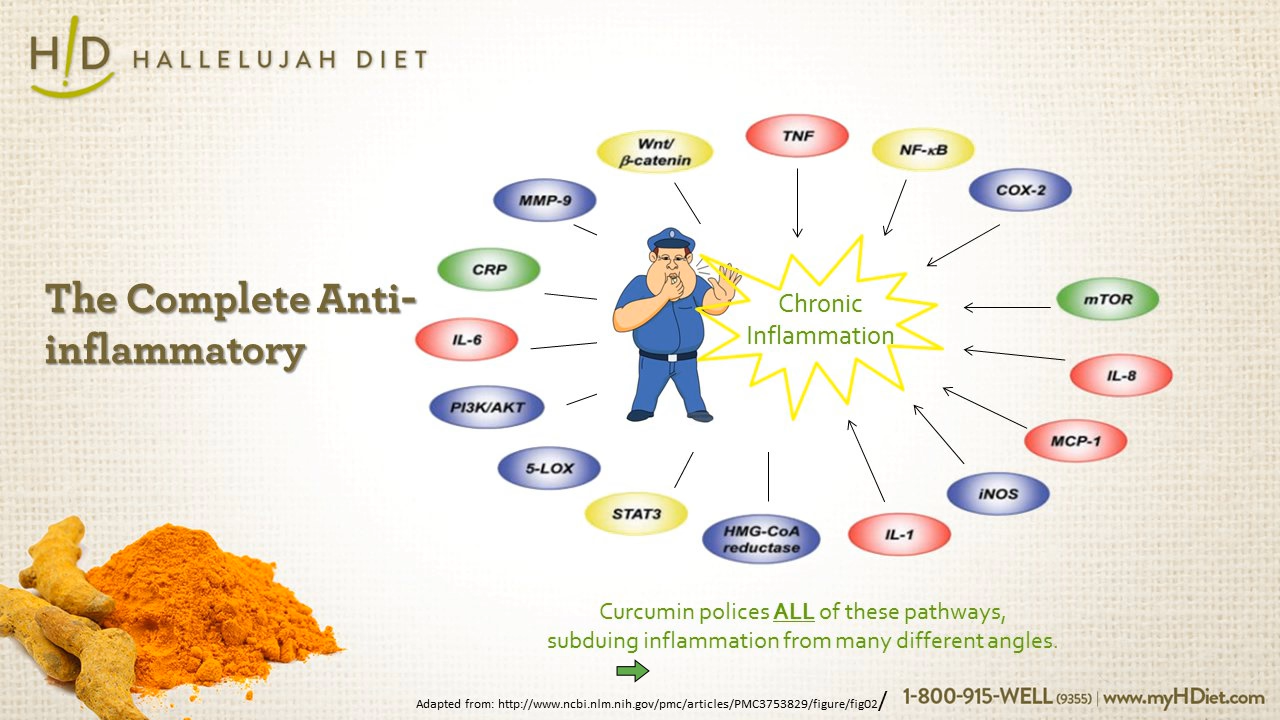 H!D HALLELUJAH DIET
The Complete Anti-
inflammatory
Wnt/
β-catenin
TNF
NF-κB
COX-2
MMP-9
CRP
IL-6
PI3K/AKT
5-LOX
STAT3
HMG-CoA
reductase
IL-1
iNOS
MCP-1
IL-8
mTOR
Chronic
Inflammation
Curcumin polices ALL of these pathways,
subduing inflammation from many different angles.
Adapted from: http://www.ncbi.nlm.nih.gov/pmc/articles/PMC3753829/figure/fig02/
1-800-915-WELL (9355) | www.myHDiet.com